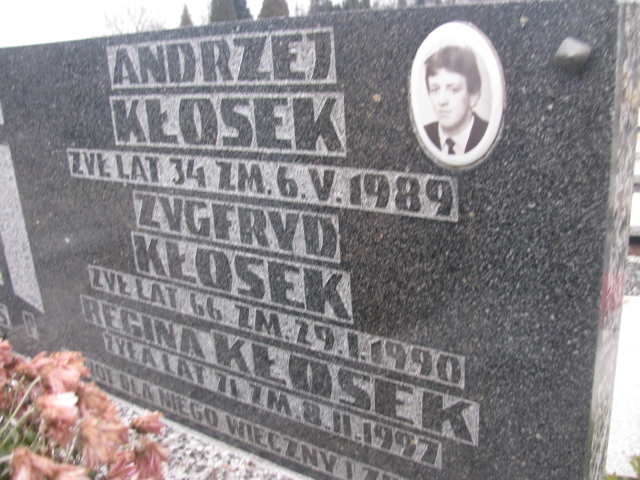 ANDRZEJ
KŁOSEK
ŻYŁ LAT 34 ZM. 6.V.1989
ZYGFRYD
KŁOSEK
ŻYŁ LAT 66 ZM. 29.I.1990
REGINA KŁOSEK
ŻYŁA LAT 71 ZM. 8.II.1997
DLA NIEGO WIECZNY